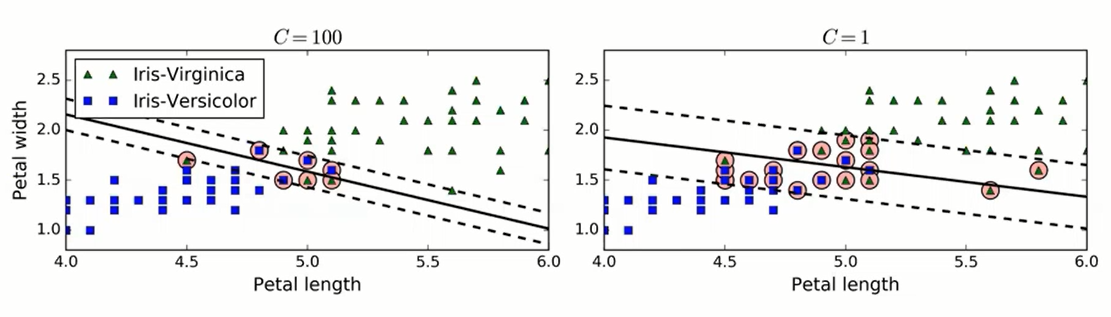 C = 100
Iris-Virginica
Iris-Versicolor
Petal width
2.5
2.0
1.5
1.0
4.0 4.5 5.0 5.5 6.0
Petal length
C = 1
2.5
2.0
1.5
1.0
4.0 4.5 5.0 5.5 6.0
Petal length